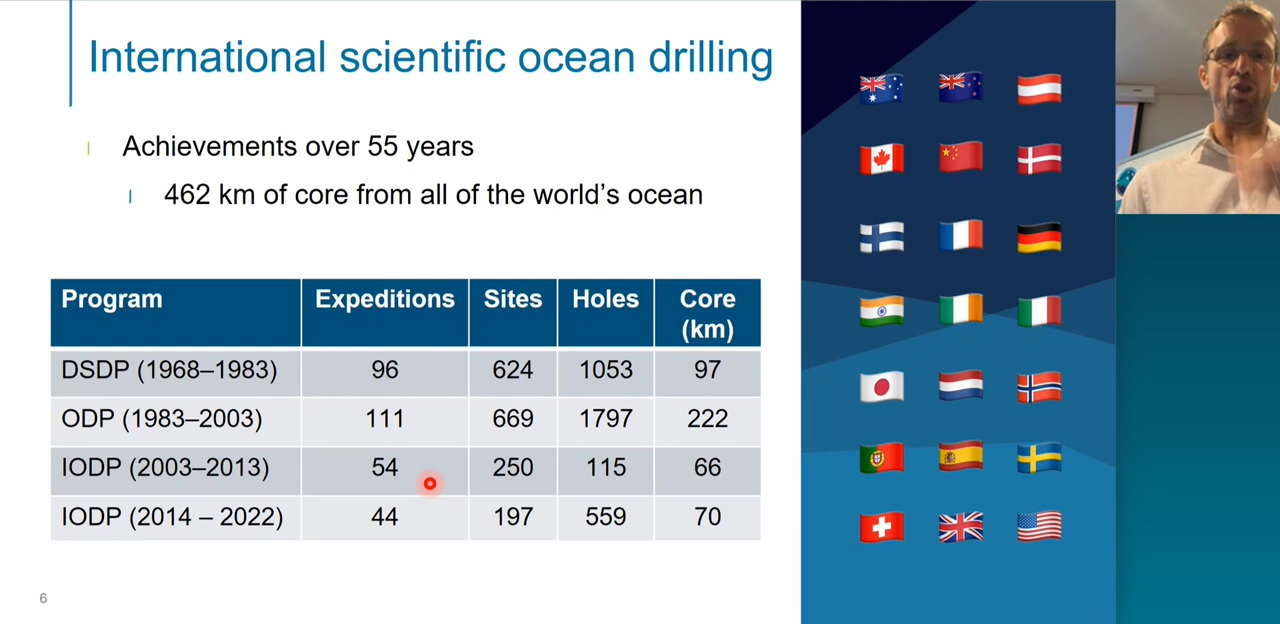 International scientific ocean drilling
Achievements over 55 years
462 km of core from all of the world’s ocean
Program Expeditions Sites Holes Core (km)
DSDP (1968–1983) 96 624 1053 97
ODP (1983–2003) 111 669 1797 222
IODP (2003–2013) 54 250 115 66
IODP (2014 – 2022) 44 197 559 70
6